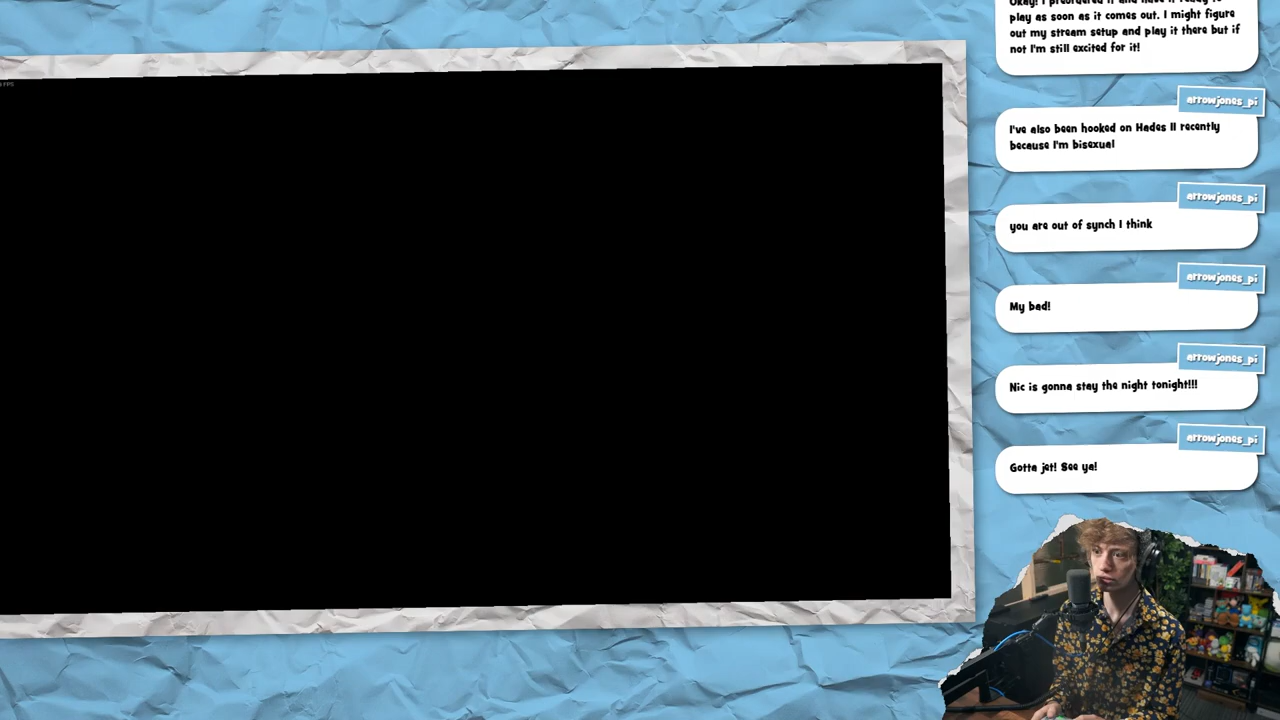 FPS
play as soon as it comes out. I might figure
out my stream setup and play it there but if
not I'm still excited for it!
arrowjones_pi
I've also been hooked on Hades II recently
because I'm bisexual
arrowjones_pi
you are out of synch I think
arrowjones_pi
My bad!
arrowjones_pi
Nic is gonna stay the night tonight!!!
arrowjones_pi
Gotta jet! See ya!